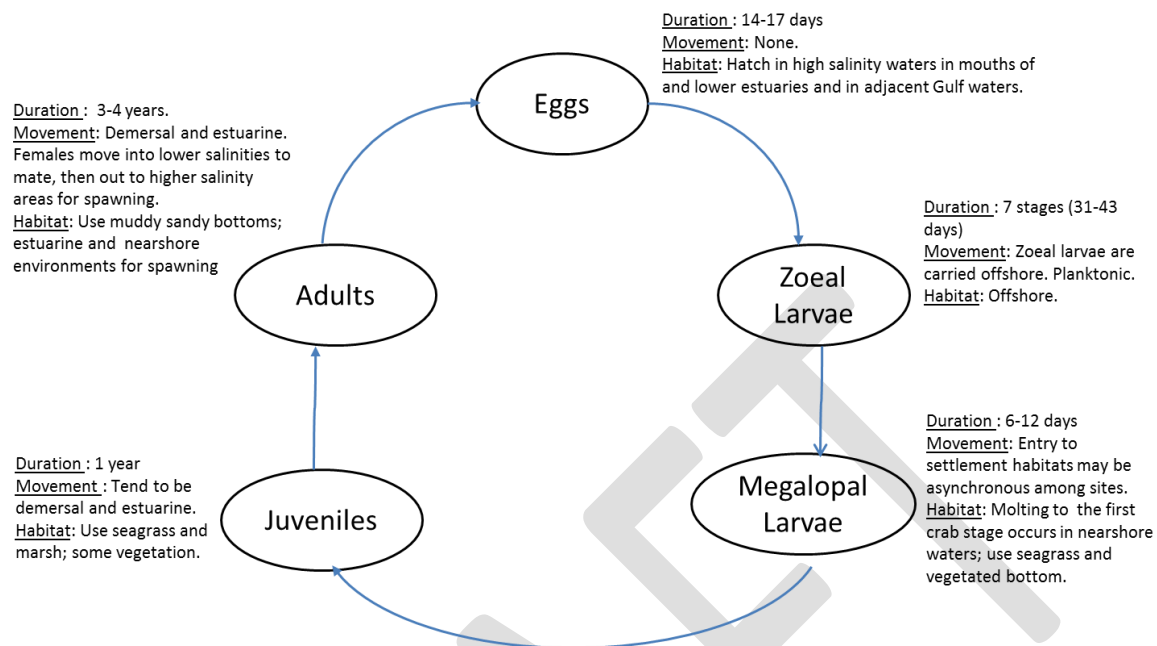 Duration : 14-17 days
Movement: None.
Habitat: Hatch in high salinity waters in mouths of
and lower estuaries and in adjacent Gulf waters.
Eggs
Duration : 3-4 years.
Movement: Demersal and estuarine.
Females move into lower salinities to
mate, then out to higher salinity
areas for spawning.
Habitat: Use muddy sandy bottoms;
estuarine and nearshore
environments for spawning
Adults
Duration : 7 stages (31-43
days)
Movement: Zoeal larvae are
carried offshore. Planktonic.
Habitat: Offshore.
Zoeal
Larvae
Duration : 6-12 days
Movement: Entry to
settlement habitats may be
asynchronous among sites.
Habitat: Molting to the first
crab stage occurs in nearshore
waters; use seagrass and
vegetated bottom.
Megalopal
Larvae
Duration : 1 year
Movement : Tend to be
demersal and estuarine.
Habitat: Use seagrass and
marsh; some vegetation.
Juveniles